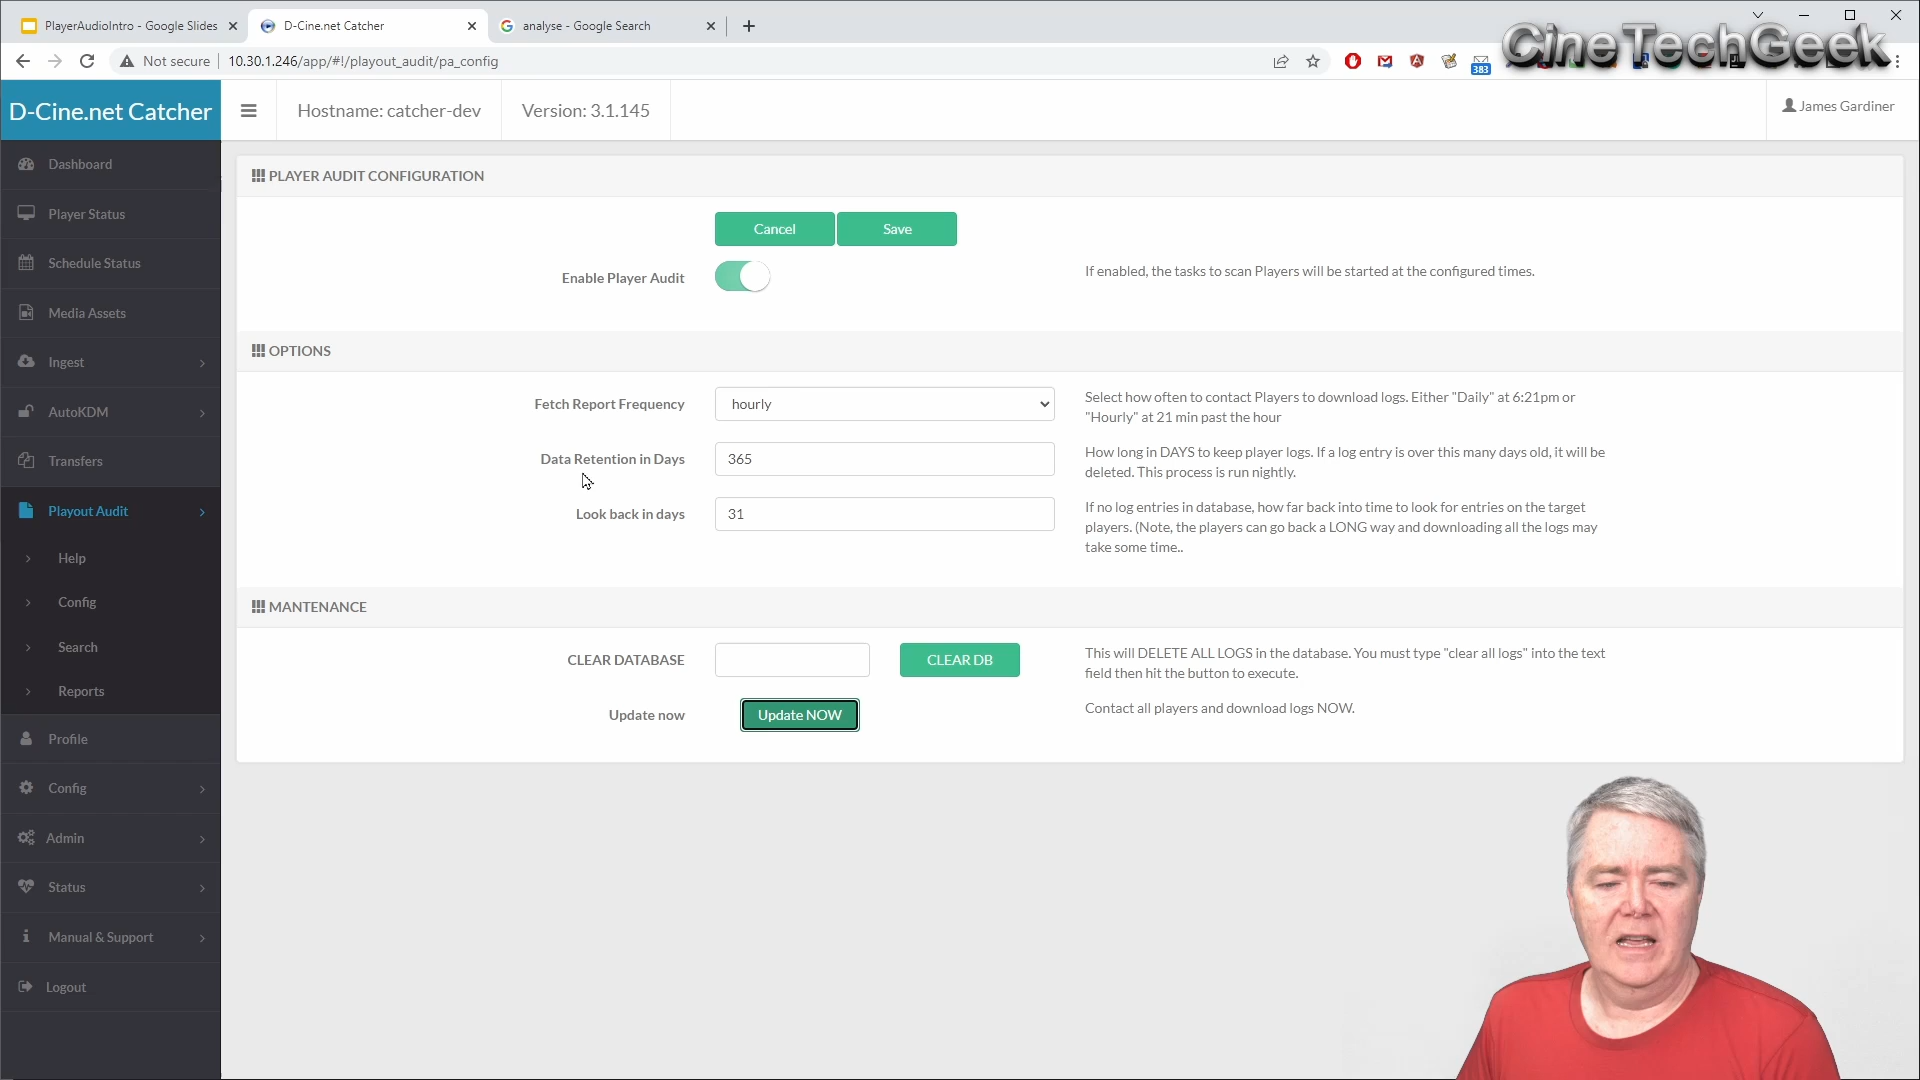 PlayerAudioIntro - Google Slides
D-Cine.net Catcher
analyse - Google Search
CineTechGeek
Not secure
10.30.1.246/app/#!/playout_audit/pa_config
383
D-Cine.net Catcher
Hostname: catcher-dev
Version: 3.1.145
James Gardiner
Dashboard
Player Status
Schedule Status
Media Assets
Ingest
AutoKDM
Transfers
Playout Audit
Help
Config
Search
Reports
Profile
Config
Admin
Status
Manual & Support
Logout
PLAYER AUDIT CONFIGURATION
Cancel
Save
Enable Player Audit
If enabled, the tasks to scan Players will be started at the configured times.
OPTIONS
Fetch Report Frequency
hourly
Select how often to contact Players to download logs. Either "Daily" at 6:21pm or
"Hourly" at 21 min past the hour
Data Retention in Days
365
How long in DAYS to keep player logs. If a log entry is over this many days old, it will be
deleted. This process is run nightly.
Look back in days
31
If no log entries in database, how far back into time to look for entries on the target
players. (Note, the players can go back a LONG way and downloading all the logs may
take some time..
MANTENANCE
CLEAR DATABASE
CLEAR DB
This will DELETE ALL LOGS in the database. You must type "clear all logs" into the text
field then hit the button to execute.
Update now
Update NOW
Contact all players and download logs NOW.